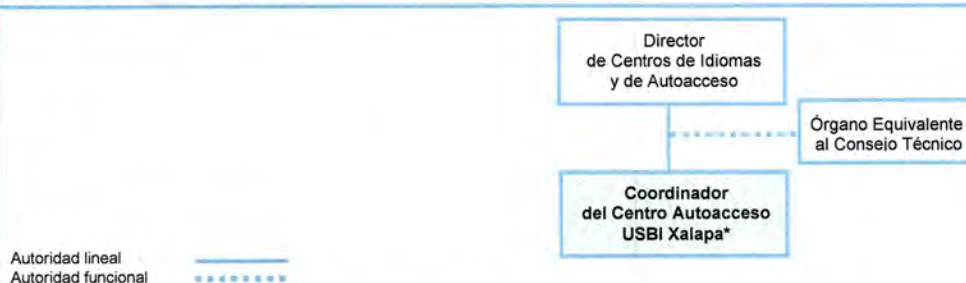 Director
de Centros de Idiomas
y de Autoacceso
Órgano Equivalente
al Consejo Técnico
Coordinador
del Centro Autoacceso
USBI Xalapa*
Autoridad lineal
Autoridad funcional